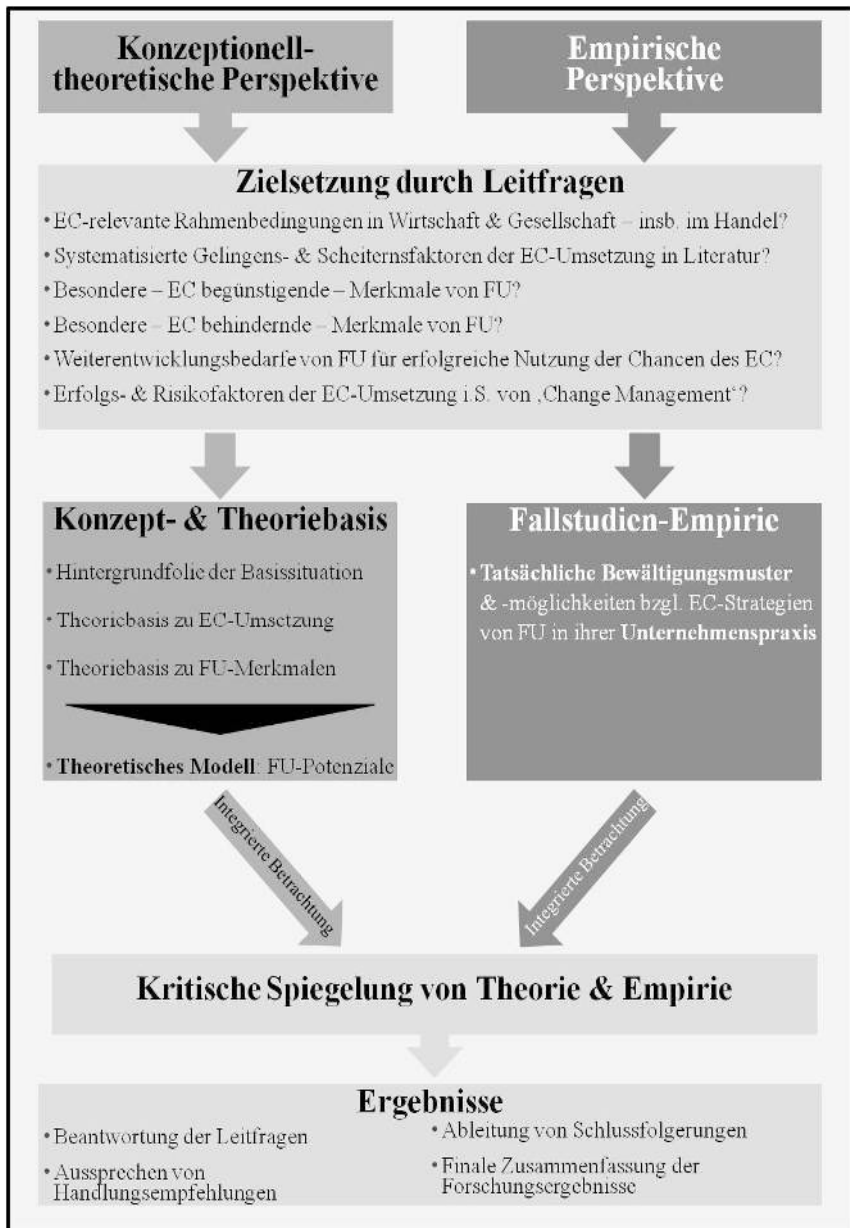 Konzeptionell-
theoretische Perspektive
Empirische
Perspektive
Zielsetzung durch Leitfragen
• EC-relevante Rahmenbedingungen in Wirtschaft & Gesellschaft – insb. im Handel?
• Systematisierte Gelingens- & Scheiternsfaktoren der EC-Umsetzung in Literatur?
• Besondere – EC begünstigende – Merkmale von FU?
• Besondere – EC behindernde – Merkmale von FU?
• Weiterentwicklungsbedarfe von FU für erfolgreiche Nutzung der Chancen des EC?
• Erfolgs- & Risikofaktoren der EC-Umsetzung i.S. von ‚Change Management‘?
Konzept- & Theoriebasis
• Hintergrundfolie der Basissituation
• Theoriebasis zu EC-Umsetzung
• Theoriebasis zu FU-Merkmalen
• Theoretisches Modell: FU-Potenziale
Fallstudien-Empirie
• Tatsächliche Bewältigungsmuster
& -möglichkeiten bzgl. EC-Strategien
von FU in ihrer Unternehmenspraxis
Integrierte Betrachtung
Integrierte Betrachtung
Kritische Spiegelung von Theorie & Empirie
Ergebnisse
• Beantwortung der Leitfragen
• Aussprechen von
Handlungsempfehlungen
• Ableitung von Schlussfolgerungen
• Finale Zusammenfassung der
Forschungsergebnisse